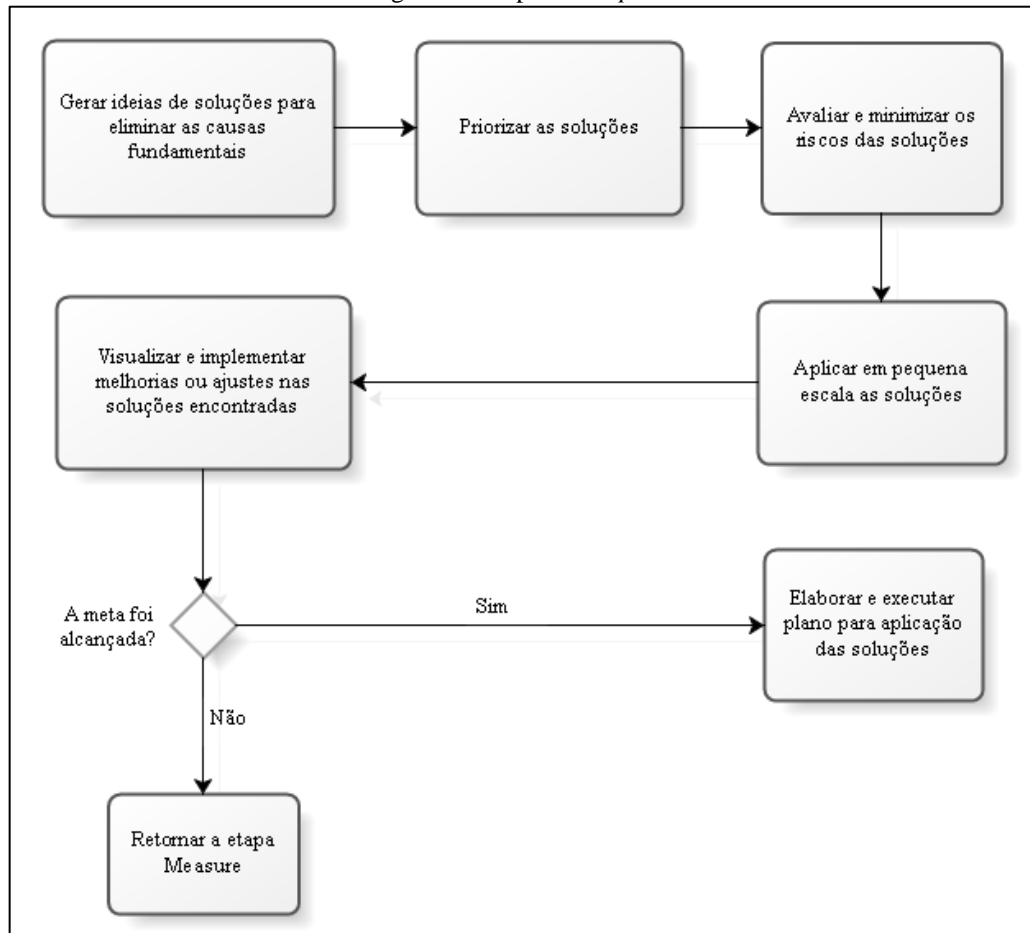 Gerar ideias de soluções para
eliminar as causas
fundamentais
Priorizar as soluções
Avaliar e minimizar os
riscos das soluções
Visualizar e implementar
melhorias ou ajustes nas
soluções encontradas
Aplicar em pequena
escala as soluções
A meta foi
alcançada?
Sim
Elaborar e executar
plano para aplicação
das soluções
Não
Retornar a etapa
Measure